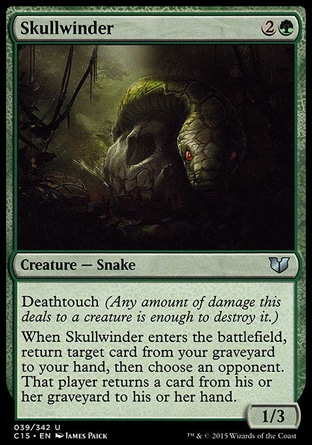 Skullwinder 2
Creature — Snake
Deathtouch (Any amount of damage this
deals to a creature is enough to destroy it.)
When Skullwinder enters the battlefield,
return target card from your graveyard
to your hand, then choose an opponent.
That player returns a card from his or
her graveyard to his or her hand.
1/3
039/342 U
C15 • EN JAMES PAICK ™ & © 2015 Wizards of the Coast